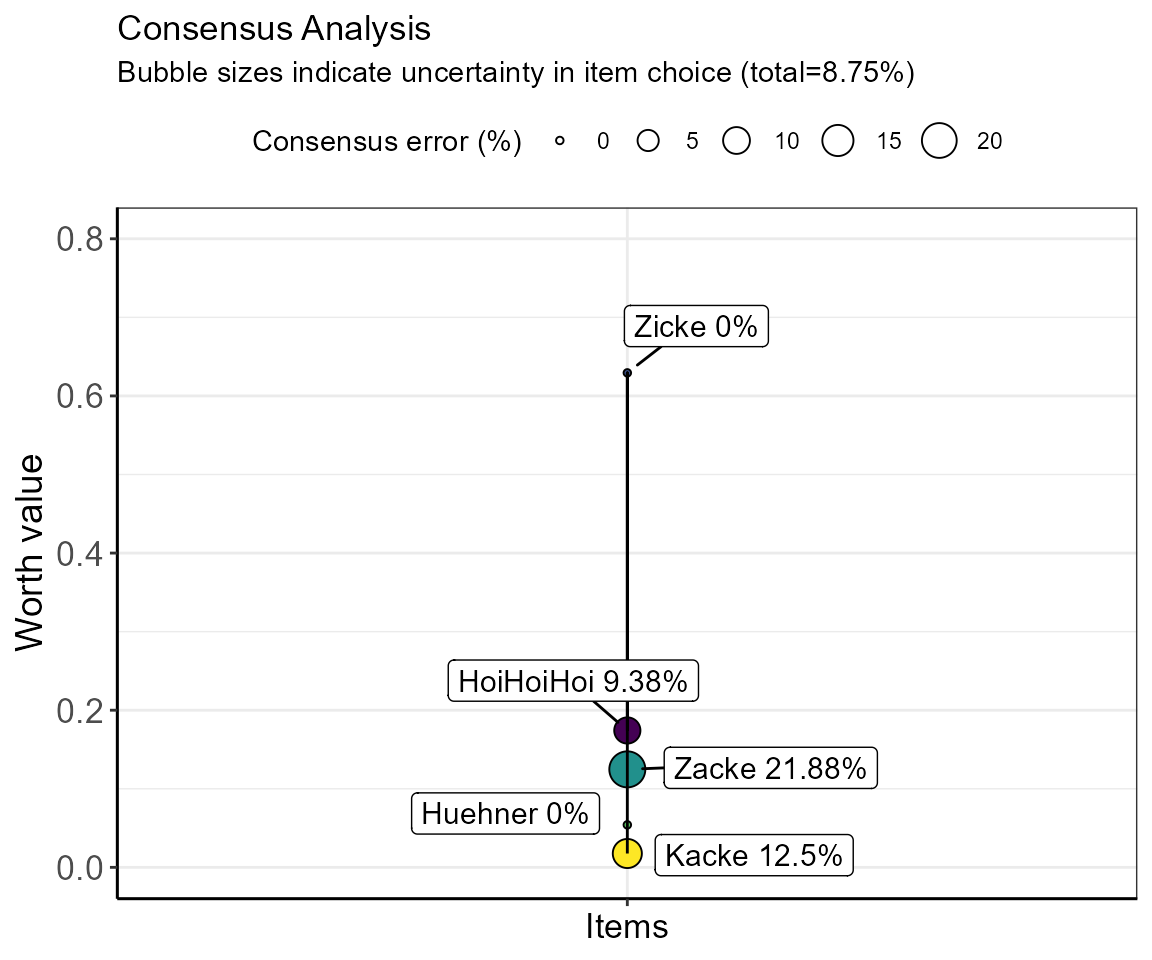 Consensus Analysis
Bubble sizes indicate uncertainty in item choice (total=8.75%)
Consensus error (%) 0 5 10 15 20
0.8
Zicke 0%
0.6
Worth value
0.4
HoiHoiHoi 9.38%
0.2
Zacke 21.88%
Huehner 0%
Kacke 12.5%
0.0
Items